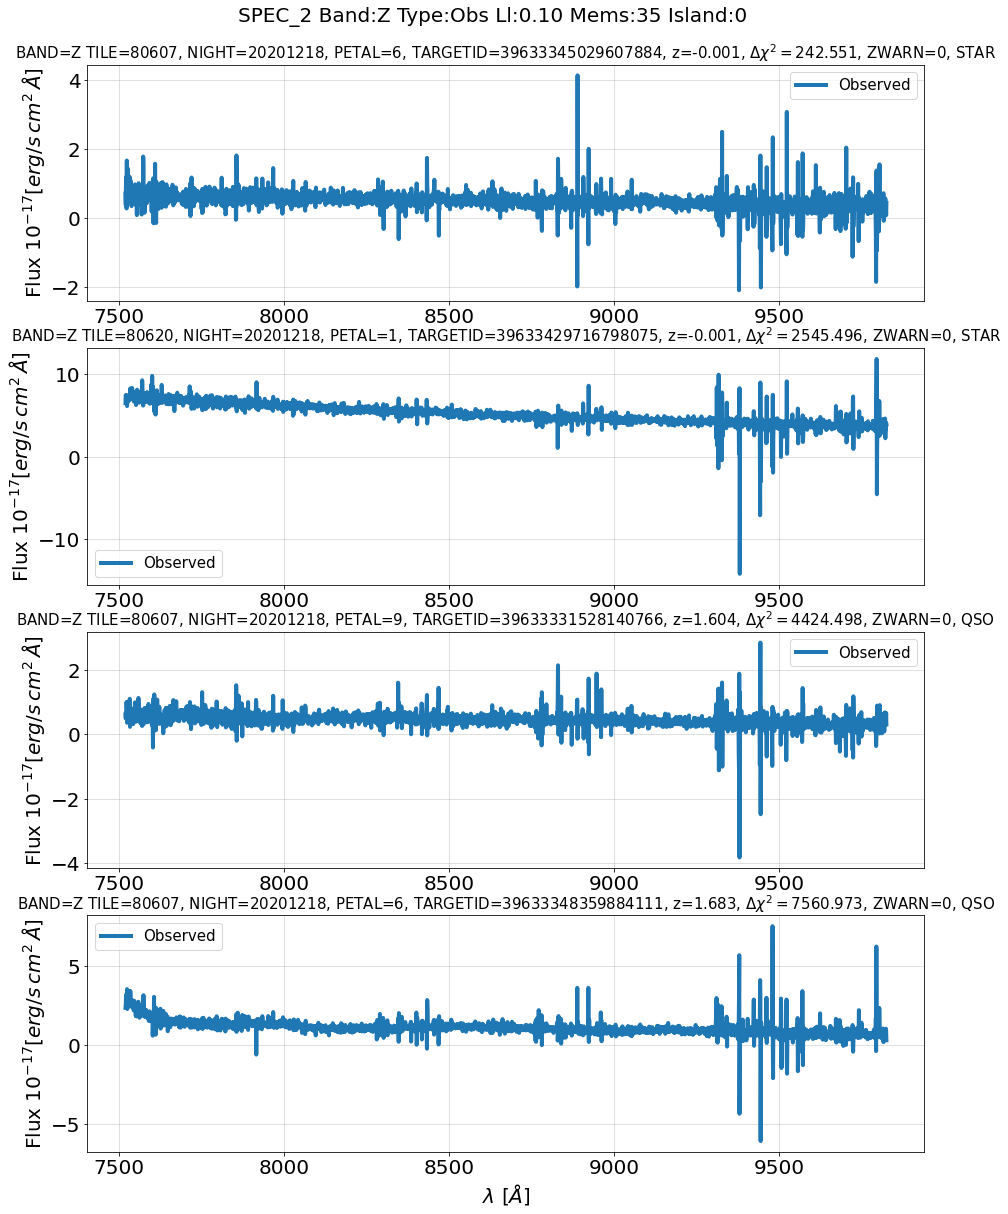 SPEC_2 Band:Z Type:Obs Ll:0.10 Mems:35 Island:0
BAND=Z TILE=80607, NIGHT=20201218, PETAL=6, TARGETID=39633345029607884, z=-0.001, Δχ² = 242.551, ZWARN=0, STAR
Flux 10⁻¹⁷[erg/s cm² Å]
4
2
0
−2
Observed
7500 8000 8500 9000 9500
BAND=Z TILE=80620, NIGHT=20201218, PETAL=1, TARGETID=39633429716798075, z=-0.001, Δχ² = 2545.496, ZWARN=0, STAR
Flux 10⁻¹⁷[erg/s cm² Å]
10
0
−10
Observed
7500 8000 8500 9000 9500
BAND=Z TILE=80607, NIGHT=20201218, PETAL=9, TARGETID=39633331528140766, z=1.604, Δχ² = 4424.498, ZWARN=0, QSO
Flux 10⁻¹⁷[erg/s cm² Å]
2
0
−2
−4
Observed
7500 8000 8500 9000 9500
BAND=Z TILE=80607, NIGHT=20201218, PETAL=6, TARGETID=39633348359884111, z=1.683, Δχ² = 7560.973, ZWARN=0, QSO
Flux 10⁻¹⁷[erg/s cm² Å]
5
0
−5
Observed
7500 8000 8500 9000 9500
λ [Å]